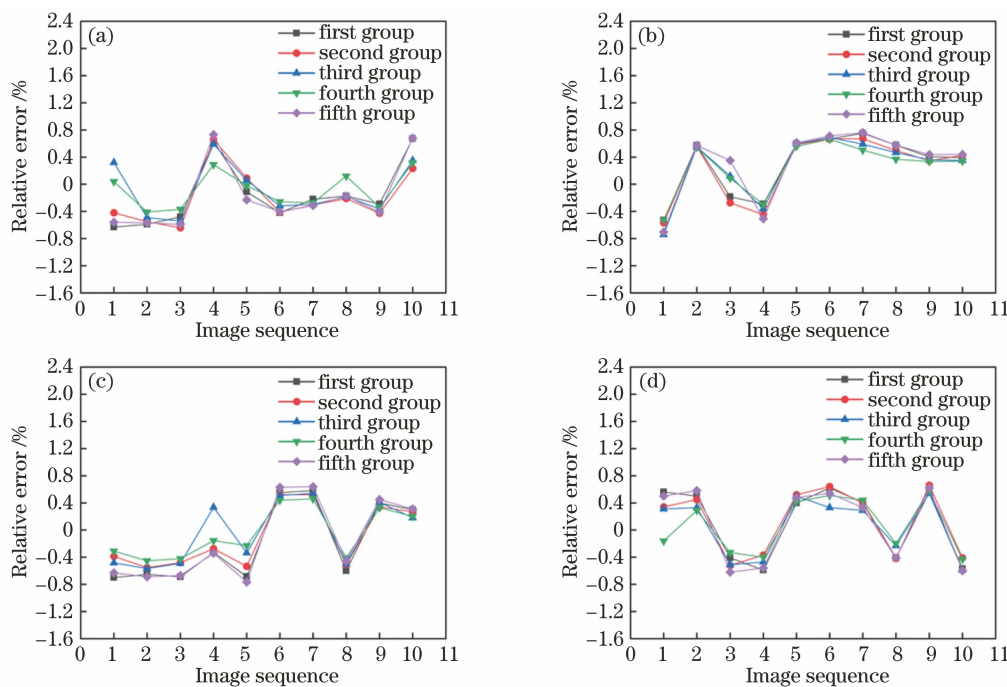 (a)
first group
second group
third group
fourth group
fifth group
Relative error /%
2.4
2.0
1.6
1.2
0.8
0.4
0
−0.4
−0.8
−1.2
−1.6
0 1 2 3 4 5 6 7 8 9 10 11
Image sequence
(b)
first group
second group
third group
fourth group
fifth group
Relative error /%
2.4
2.0
1.6
1.2
0.8
0.4
0
−0.4
−0.8
−1.2
−1.6
0 1 2 3 4 5 6 7 8 9 10 11
Image sequence
(c)
first group
second group
third group
fourth group
fifth group
Relative error /%
2.4
2.0
1.6
1.2
0.8
0.4
0
−0.4
−0.8
−1.2
−1.6
0 1 2 3 4 5 6 7 8 9 10 11
Image sequence
(d)
first group
second group
third group
fourth group
fifth group
Relative error /%
2.4
2.0
1.6
1.2
0.8
0.4
0
−0.4
−0.8
−1.2
−1.6
0 1 2 3 4 5 6 7 8 9 10 11
Image sequence